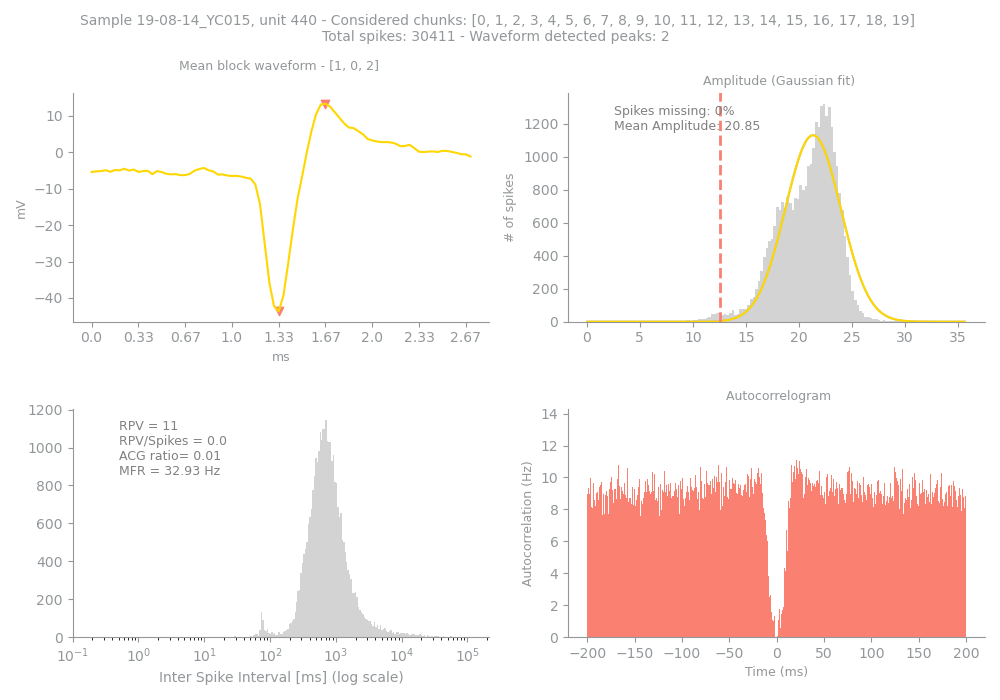 Sample 19-08-14_YC015, unit 440 - Considered chunks: [0, 1, 2, 3, 4, 5, 6, 7, 8, 9, 10, 11, 12, 13, 14, 15, 16, 17, 18, 19]
Total spikes: 30411 - Waveform detected peaks: 2
Mean block waveform - [1, 0, 2]
10
0
−10
−20
−30
−40
mV
0.0 0.33 0.67 1.0 1.33 1.67 2.0 2.33 2.67
ms
Amplitude (Gaussian fit)
Spikes missing: 0%
Mean Amplitude: 20.85
1200
1000
800
600
400
200
0
# of spikes
0 5 10 15 20 25 30 35
RPV = 11
RPV/Spikes = 0.0
ACG ratio= 0.01
MFR = 32.93 Hz
1200
1000
800
600
400
200
0
10⁻¹ 10⁰ 10¹ 10² 10³ 10⁴ 10⁵
Inter Spike Interval [ms] (log scale)
Autocorrelogram
14
12
10
8
6
4
2
0
Autocorrelation (Hz)
−200 −150 −100 −50 0 50 100 150 200
Time (ms)